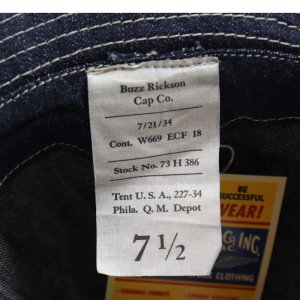 Buzz Rickson
Cap Co.
7/21/34
Cont. W669 ECF 18
Stock No. 73 H 386
Tent U. S. A., 227-34
Phila. Q. M. Depot
7 1/2
BE
SUCCESSFUL
WEAR!
Co INC.
CLOTHING